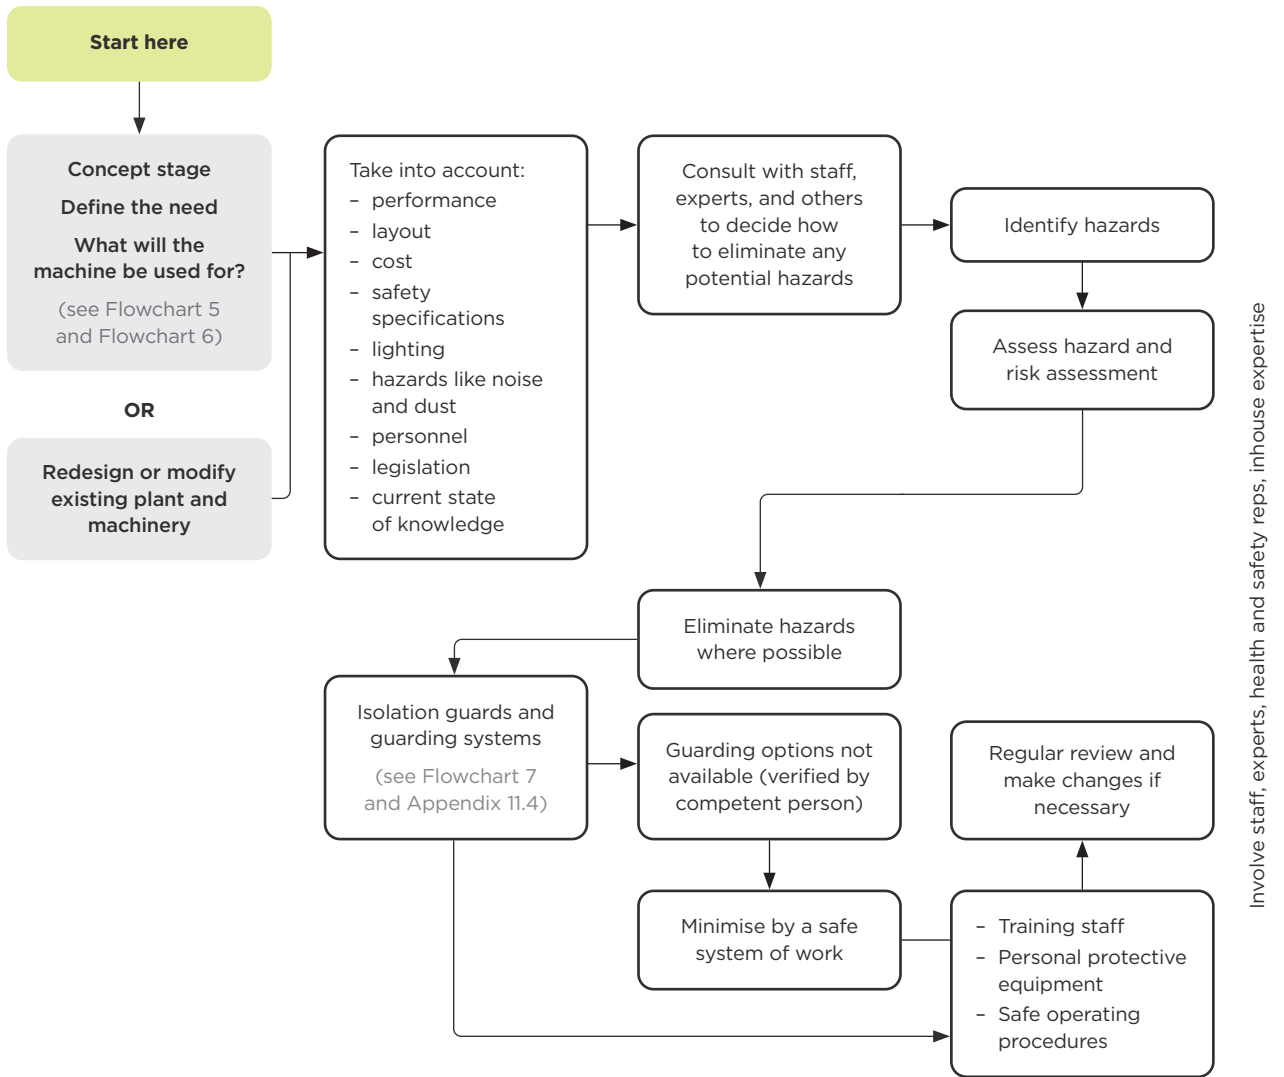 Start here
Concept stage
Define the need
What will the
machine be used for?
(see Flowchart 5
and Flowchart 6)
OR
Redesign or modify
existing plant and
machinery
Take into account:
– performance
– layout
– cost
– safety
specifications
– lighting
– hazards like noise
and dust
– personnel
– legislation
– current state
of knowledge
Consult with staff,
experts, and others
to decide how
to eliminate any
potential hazards
Identify hazards
Assess hazard and
risk assessment
Eliminate hazards
where possible
Isolation guards and
guarding systems
(see Flowchart 7
and Appendix 11.4)
Guarding options not
available (verified by
competent person)
Minimise by a safe
system of work
– Training staff
– Personal protective
equipment
– Safe operating
procedures
Regular review and
make changes if
necessary
Involve staff, experts, health and safety reps, inhouse expertise